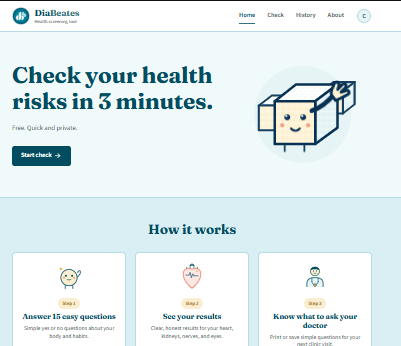 DiaBeates
Health screening tool
Home Check History About C
Check your health
risks in 3 minutes.
Free. Quick and private.
Start check →
How it works
Step 1
Answer 15 easy questions
Simple yes or no questions about your
body and habits.
Step 2
See your results
Clear, honest results for your heart,
kidneys, nerves, and eyes.
Step 3
Know what to ask your
doctor
Print or save simple questions for your
next clinic visit.